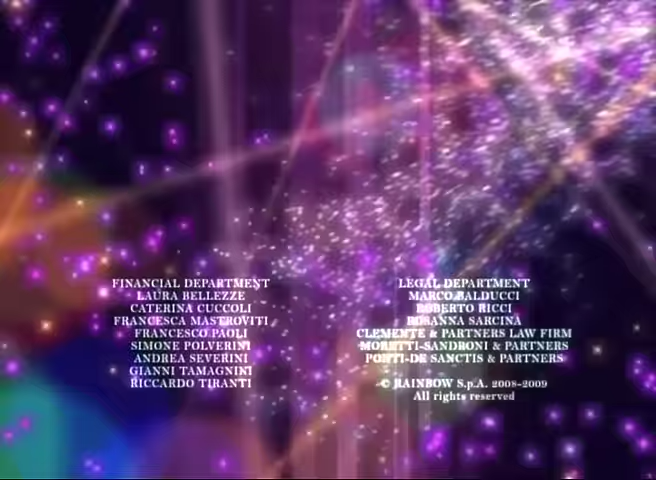 FINANCIAL DEPARTMENT
LAURA BELLEZZE
CATERINA CUCCOLI
FRANCESCA MASTROVITI
FRANCESCO PAOLI
SIMONE POLVERINI
ANDREA SEVERINI
GIANNI TAMAGNINI
RICCARDO TIRANTI
LEGAL DEPARTMENT
MARCO BALDUCCI
ROBERTO RICCI
ROSANNA SARCINA
CLEMENTE & PARTNERS LAW FIRM
MORETTI-SANDRONI & PARTNERS
PONTI-DE SANCTIS & PARTNERS
© RAINBOW S.p.A. 2008-2009
All rights reserved